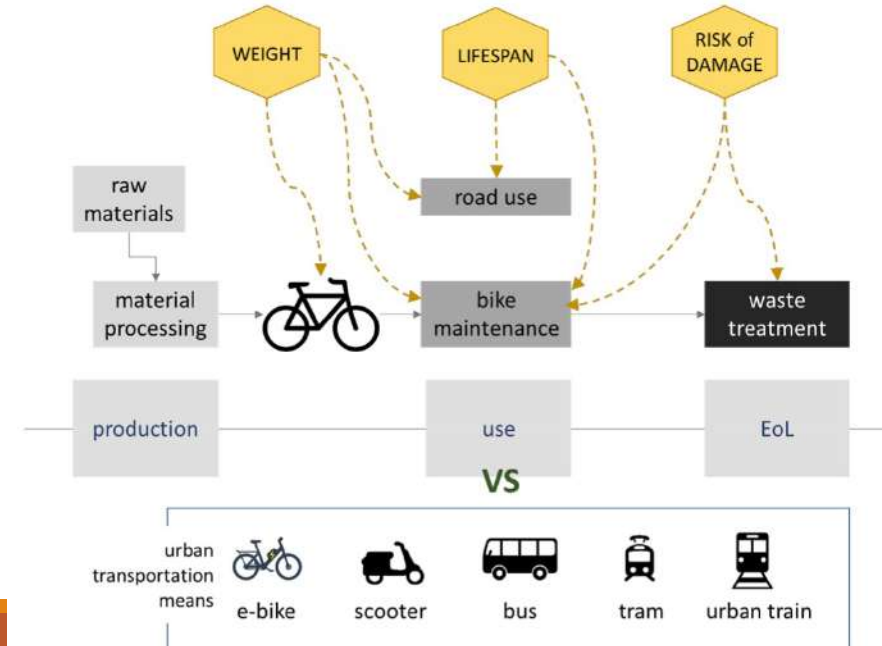 WEIGHT
LIFESPAN
RISK of
DAMAGE
raw
materials
road use
material
processing
bike
maintenance
waste
treatment
production
use
EoL
VS
urban
transportation
means
e-bike
scooter
bus
tram
urban train